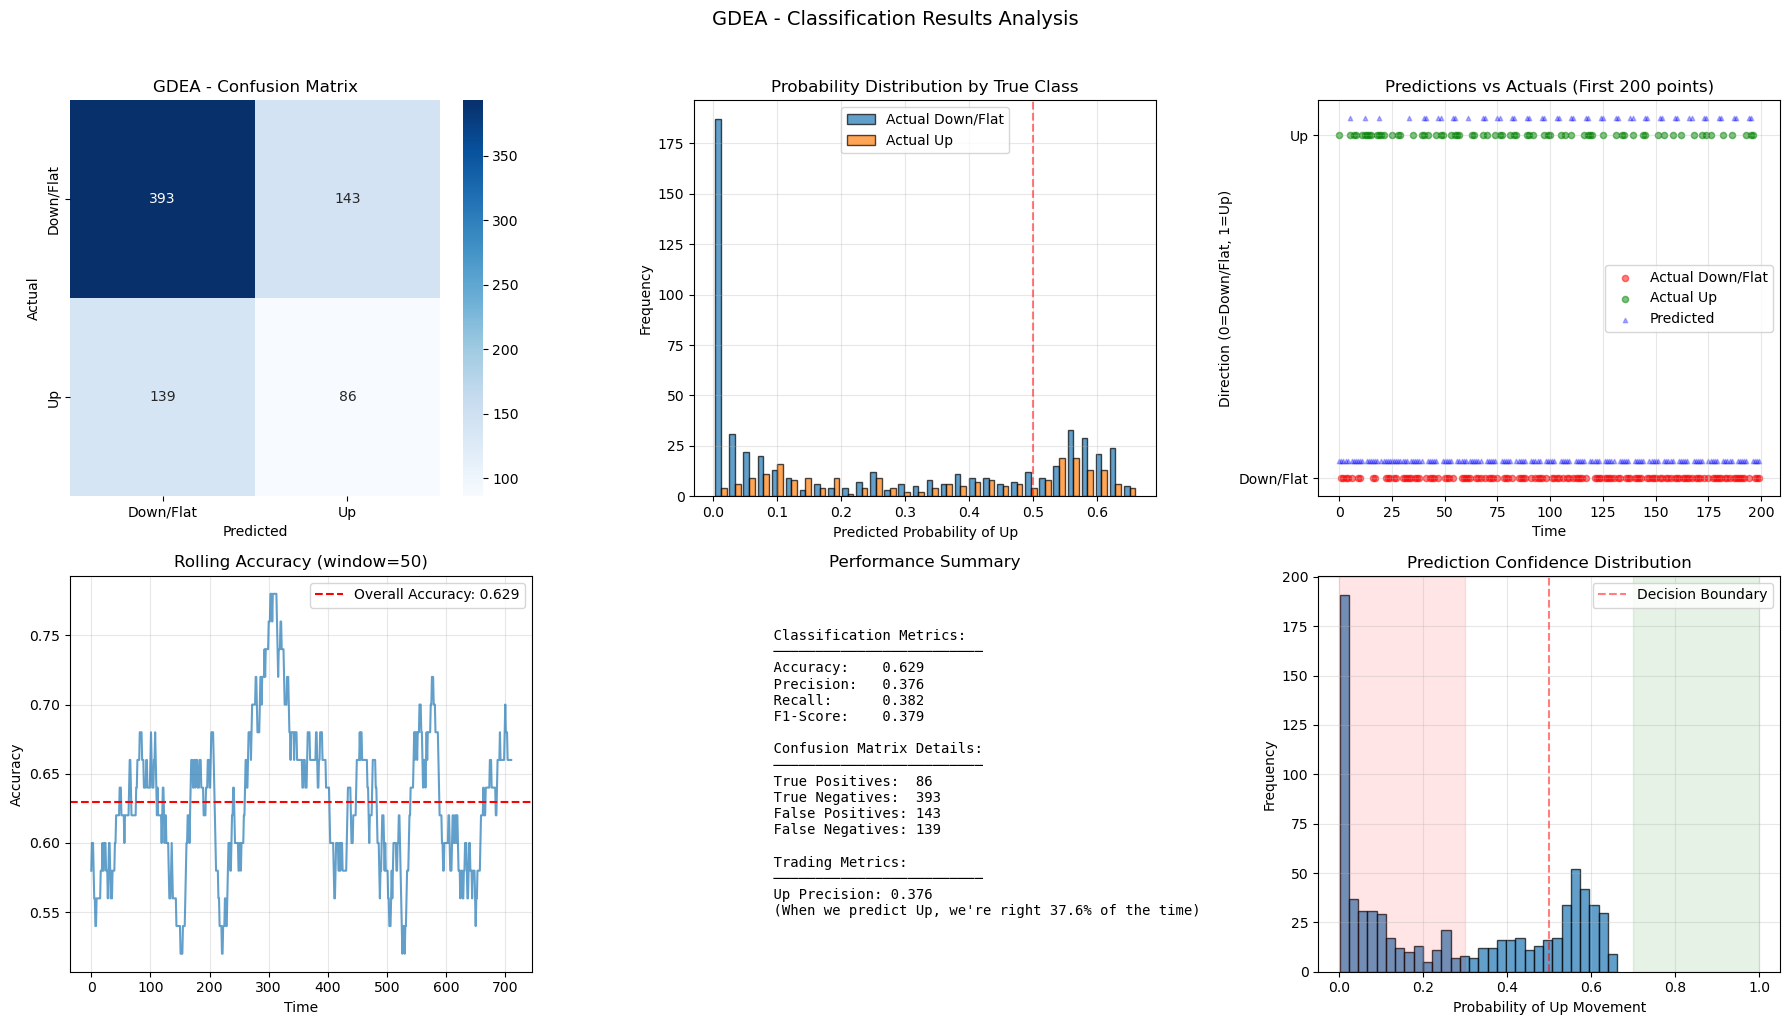 GDEA - Classification Results Analysis
GDEA - Confusion Matrix
Down/Flat
Up
Actual
393
143
139
86
Down/Flat
Up
Predicted
350
300
250
200
150
100
Probability Distribution by True Class
Actual Down/Flat
Actual Up
Frequency
175
150
125
100
75
50
25
0
0.0 0.1 0.2 0.3 0.4 0.5 0.6
Predicted Probability of Up
Predictions vs Actuals (First 200 points)
Direction (0=Down/Flat, 1=Up)
Up
Down/Flat
Actual Down/Flat
Actual Up
Predicted
0 25 50 75 100 125 150 175 200
Time
Rolling Accuracy (window=50)
Overall Accuracy: 0.629
Accuracy
0.75
0.70
0.65
0.60
0.55
0 100 200 300 400 500 600 700
Time
Performance Summary
Classification Metrics:
─────────────────────────
Accuracy: 0.629
Precision: 0.376
Recall: 0.382
F1-Score: 0.379
Confusion Matrix Details:
─────────────────────────
True Positives: 86
True Negatives: 393
False Positives: 143
False Negatives: 139
Trading Metrics:
─────────────────────────
Up Precision: 0.376
(When we predict Up, we're right 37.6% of the time)
Prediction Confidence Distribution
Decision Boundary
Frequency
200
175
150
125
100
75
50
25
0
0.0 0.2 0.4 0.6 0.8 1.0
Probability of Up Movement